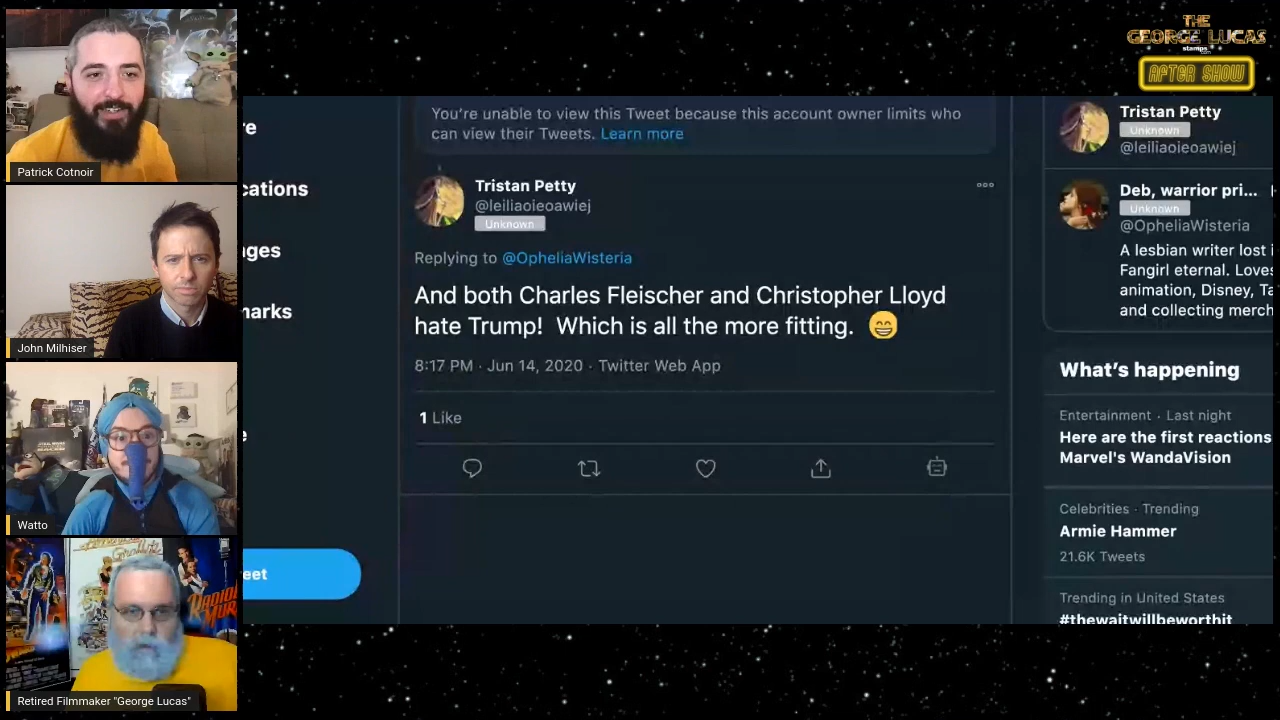 THE
GEORGE LUCAS
stamps
.com
AFTER SHOW
Patrick Cotnoir
John Milhiser
Watto
Retired Filmmaker "George Lucas"
re
cations
ges
narks
e
eet
You're unable to view this Tweet because this account owner limits who
can view their Tweets. Learn more
Tristan Petty
@leiliaoieoawiej
Unknown
Replying to @OpheliaWisteria
And both Charles Fleischer and Christopher Lloyd
hate Trump!  Which is all the more fitting. 😁
8:17 PM · Jun 14, 2020 · Twitter Web App
1 Like
Tristan Petty
Unknown
@leiliaoieoawiej
Deb, warrior pri...
Unknown
@OpheliaWisteria
A lesbian writer lost i
Fangirl eternal. Loves
animation, Disney, Ta
and collecting merch
What's happening
Entertainment · Last night
Here are the first reactions
Marvel's WandaVision
Celebrities · Trending
Armie Hammer
21.6K Tweets
Trending in United States
#thewaitwillbeworthit